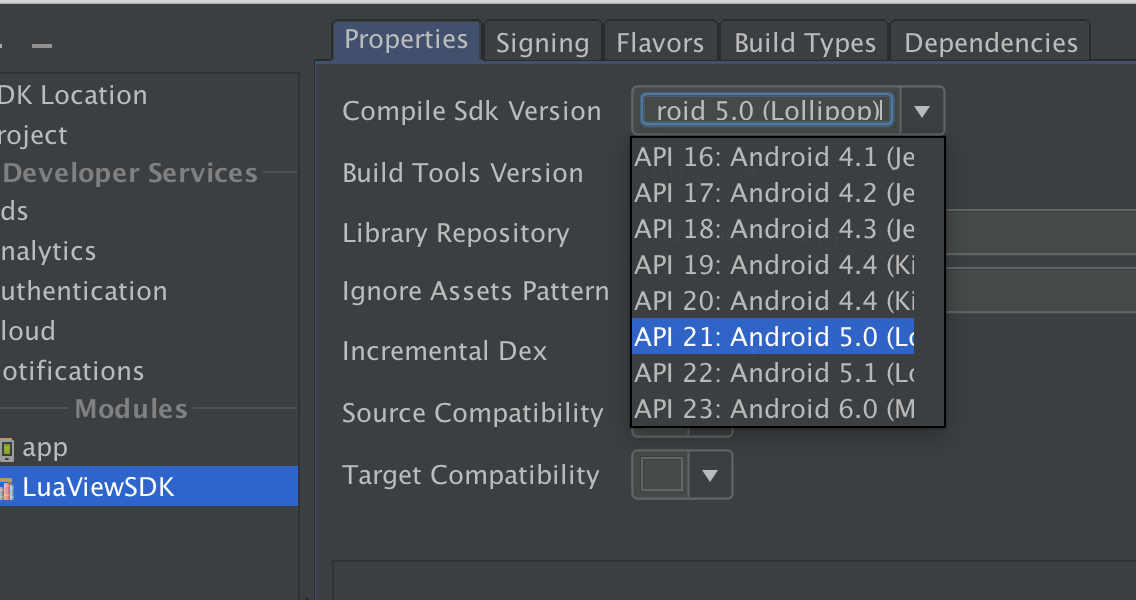 DK Location
roject
Developer Services
ds
nalytics
uthentication
loud
otifications
Modules
app
LuaViewSDK
Properties
Signing
Flavors
Build Types
Dependencies
Compile Sdk Version
roid 5.0 (Lollipop)
API 16: Android 4.1 (Je
API 17: Android 4.2 (Je
API 18: Android 4.3 (Je
API 19: Android 4.4 (Ki
API 20: Android 4.4 (Ki
API 21: Android 5.0 (Lo
API 22: Android 5.1 (Lo
API 23: Android 6.0 (M
Build Tools Version
Library Repository
Ignore Assets Pattern
Incremental Dex
Source Compatibility
Target Compatibility